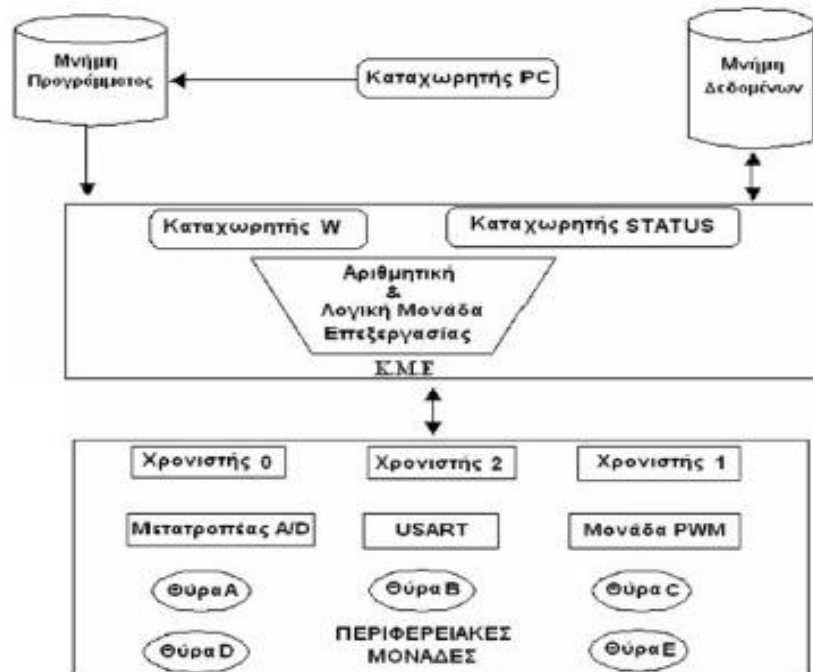 Μνήμη
Προγράμματος
Καταχωρητής PC
Μνήμη
Δεδομένων
Καταχωρητής W
Καταχωρητής STATUS
Αριθμητική
&
Λογική Μονάδα
Επεξεργασίας
Κ.Μ.Ε
Χρονιστής 0
Χρονιστής 2
Χρονιστής 1
Μετατροπέας A/D
USART
Μονάδα PWM
Θύρα A
Θύρα B
Θύρα C
Θύρα D
ΠΕΡΙΦΕΡΕΙΑΚΕΣ
ΜΟΝΑΔΕΣ
Θύρα E